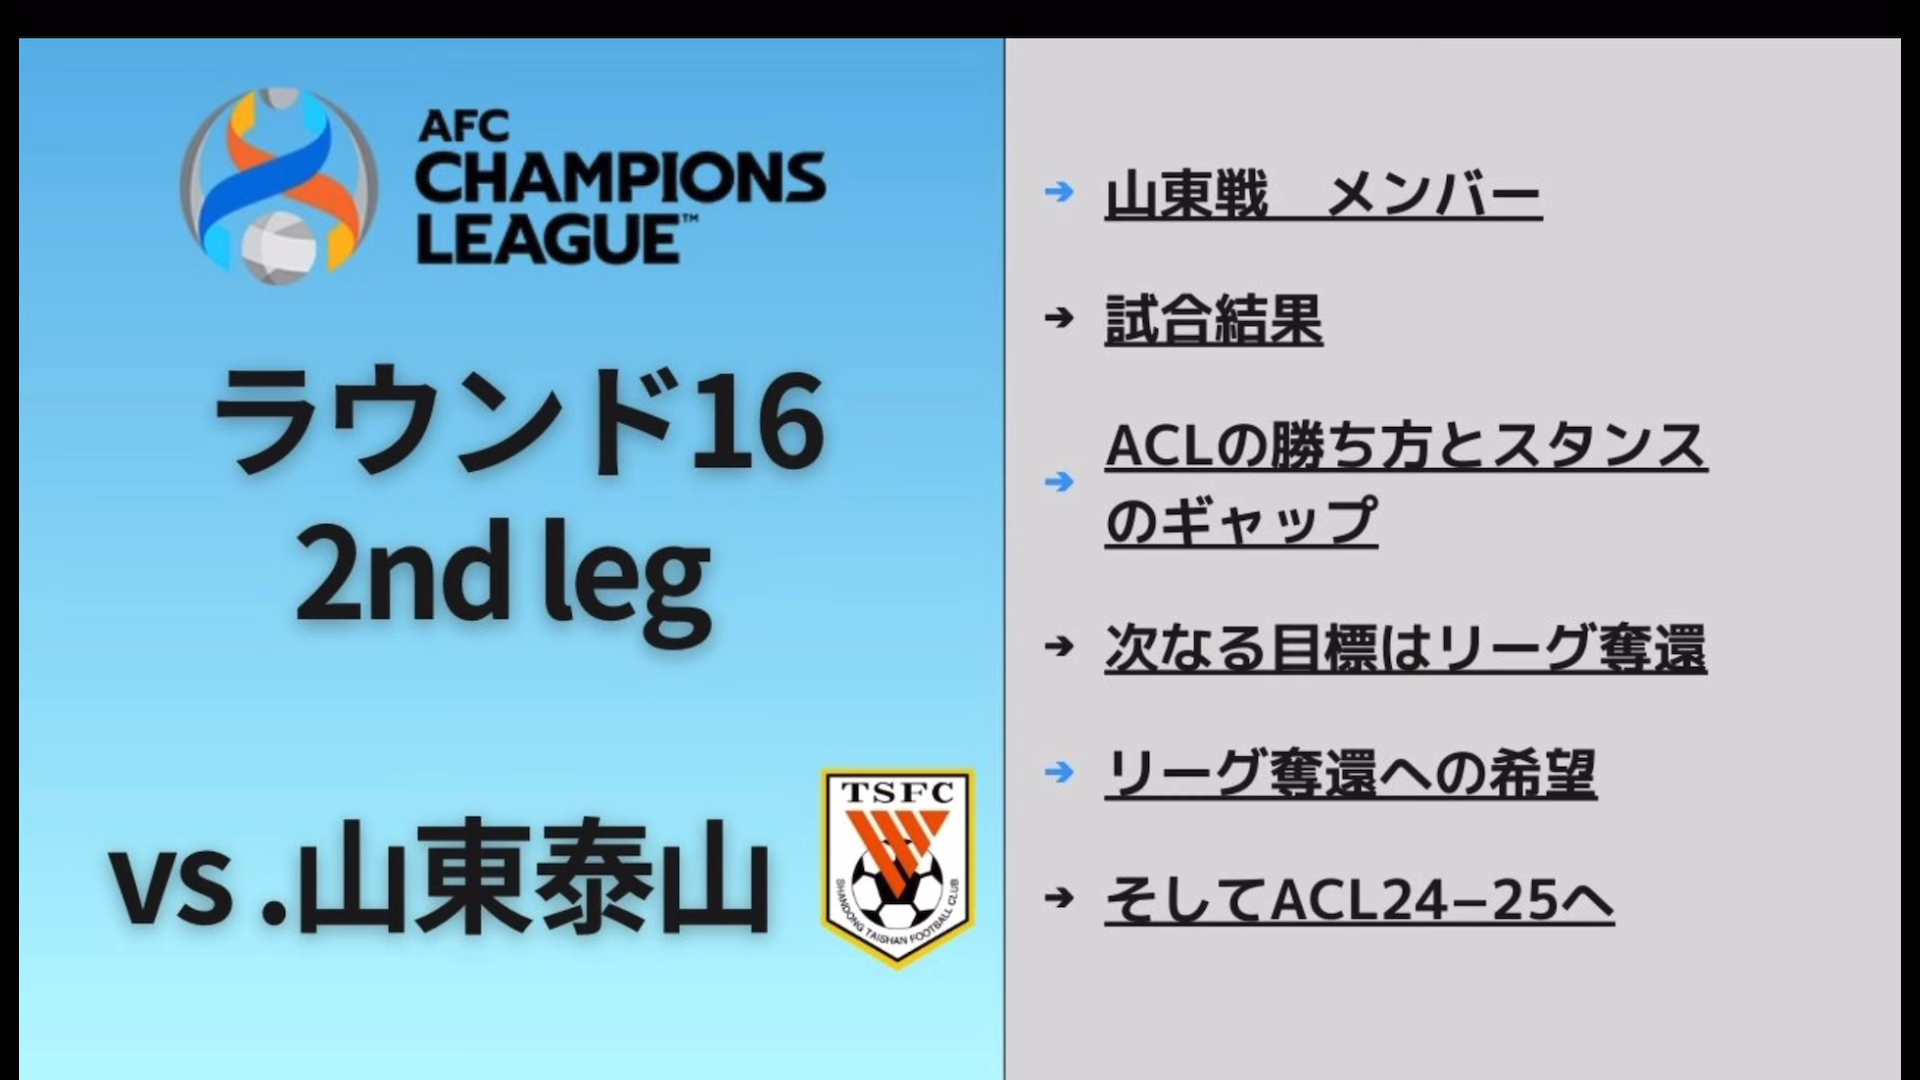 AFC
CHAMPIONS
LEAGUE™
ラウンド16
2nd leg
vs .山東泰山
TSFC
SHANDONG TAISHAN FOOTBALL CLUB
→ 山東戦　メンバー
→ 試合結果
→ ACLの勝ち方とスタンス
のギャップ
→ 次なる目標はリーグ奪還
→ リーグ奪還への希望
→ そしてACL24–25へ